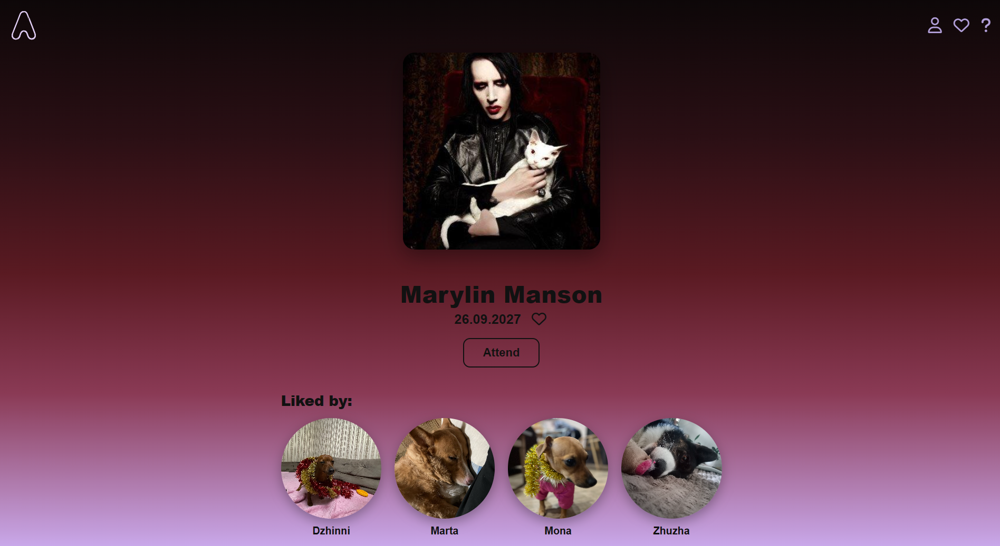 Marylin Manson
26.09.2027
Attend
Liked by:
Dzhinni
Marta
Mona
Zhuzha